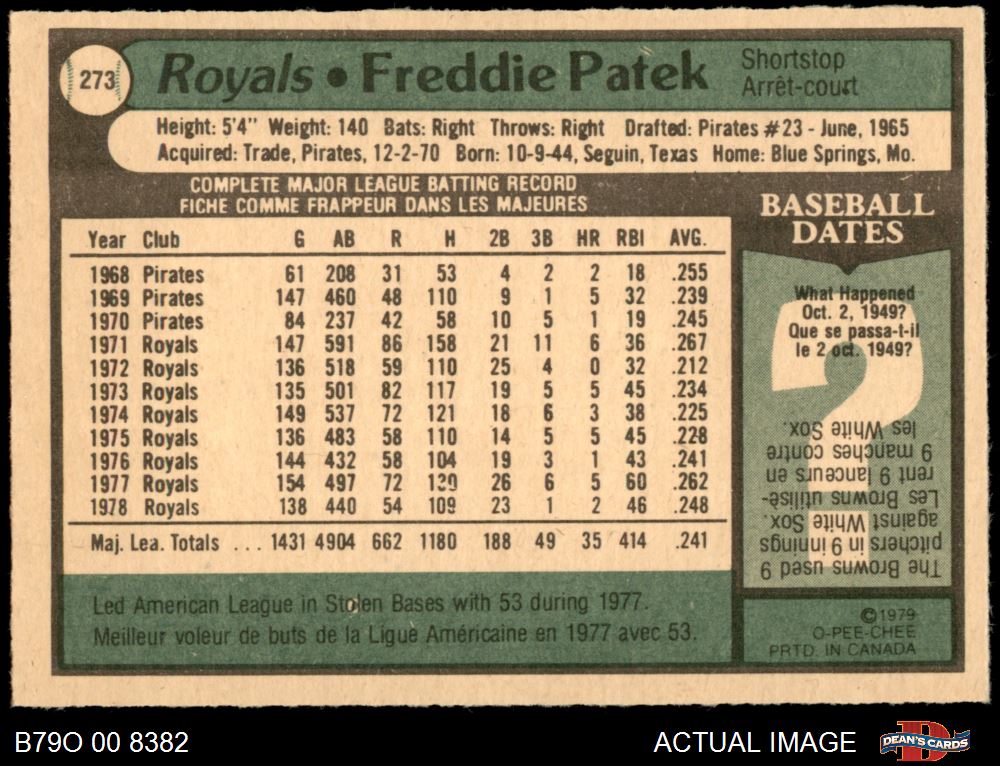 273
Royals • Freddie Patek
Shortstop
Arrêt-court
Height: 5'4" Weight: 140 Bats: Right Throws: Right Drafted: Pirates #23 - June, 1965
Acquired: Trade, Pirates, 12-2-70 Born: 10-9-44, Seguin, Texas Home: Blue Springs, Mo.
COMPLETE MAJOR LEAGUE BATTING RECORD
FICHE COMME FRAPPEUR DANS LES MAJEURES
Year Club G AB R H 2B 3B HR RBI AVG.
1968 Pirates 61 208 31 53 4 2 2 18 .255
1969 Pirates 147 460 48 110 9 1 5 32 .239
1970 Pirates 84 237 42 58 10 5 1 19 .245
1971 Royals 147 591 86 158 21 11 6 36 .267
1972 Royals 136 518 59 110 25 4 0 32 .212
1973 Royals 135 501 82 117 19 5 5 45 .234
1974 Royals 149 537 72 121 18 6 3 38 .225
1975 Royals 136 483 58 110 14 5 5 45 .228
1976 Royals 144 432 58 104 19 3 1 43 .241
1977 Royals 154 497 72 130 26 6 5 60 .262
1978 Royals 138 440 54 109 23 1 2 46 .248
Maj. Lea. Totals ... 1431 4904 662 1180 188 49 35 414 .241
Led American League in Stolen Bases with 53 during 1977.
Meilleur voleur de buts de la Ligue Américaine en 1977 avec 53.
BASEBALL
DATES
What Happened
Oct. 2, 1949?
Que se passa-t-il
le 2 oct. 1949?
?
The Browns used 9
pitchers in 9 innings
against White Sox.
Les Browns utilisè-
rent 9 lanceurs en
9 manches contre
les White Sox.
©1979
O-PEE-CHEE
PRTD. IN CANADA
B79O 00 8382
ACTUAL IMAGE
D
DEAN'S CARDS